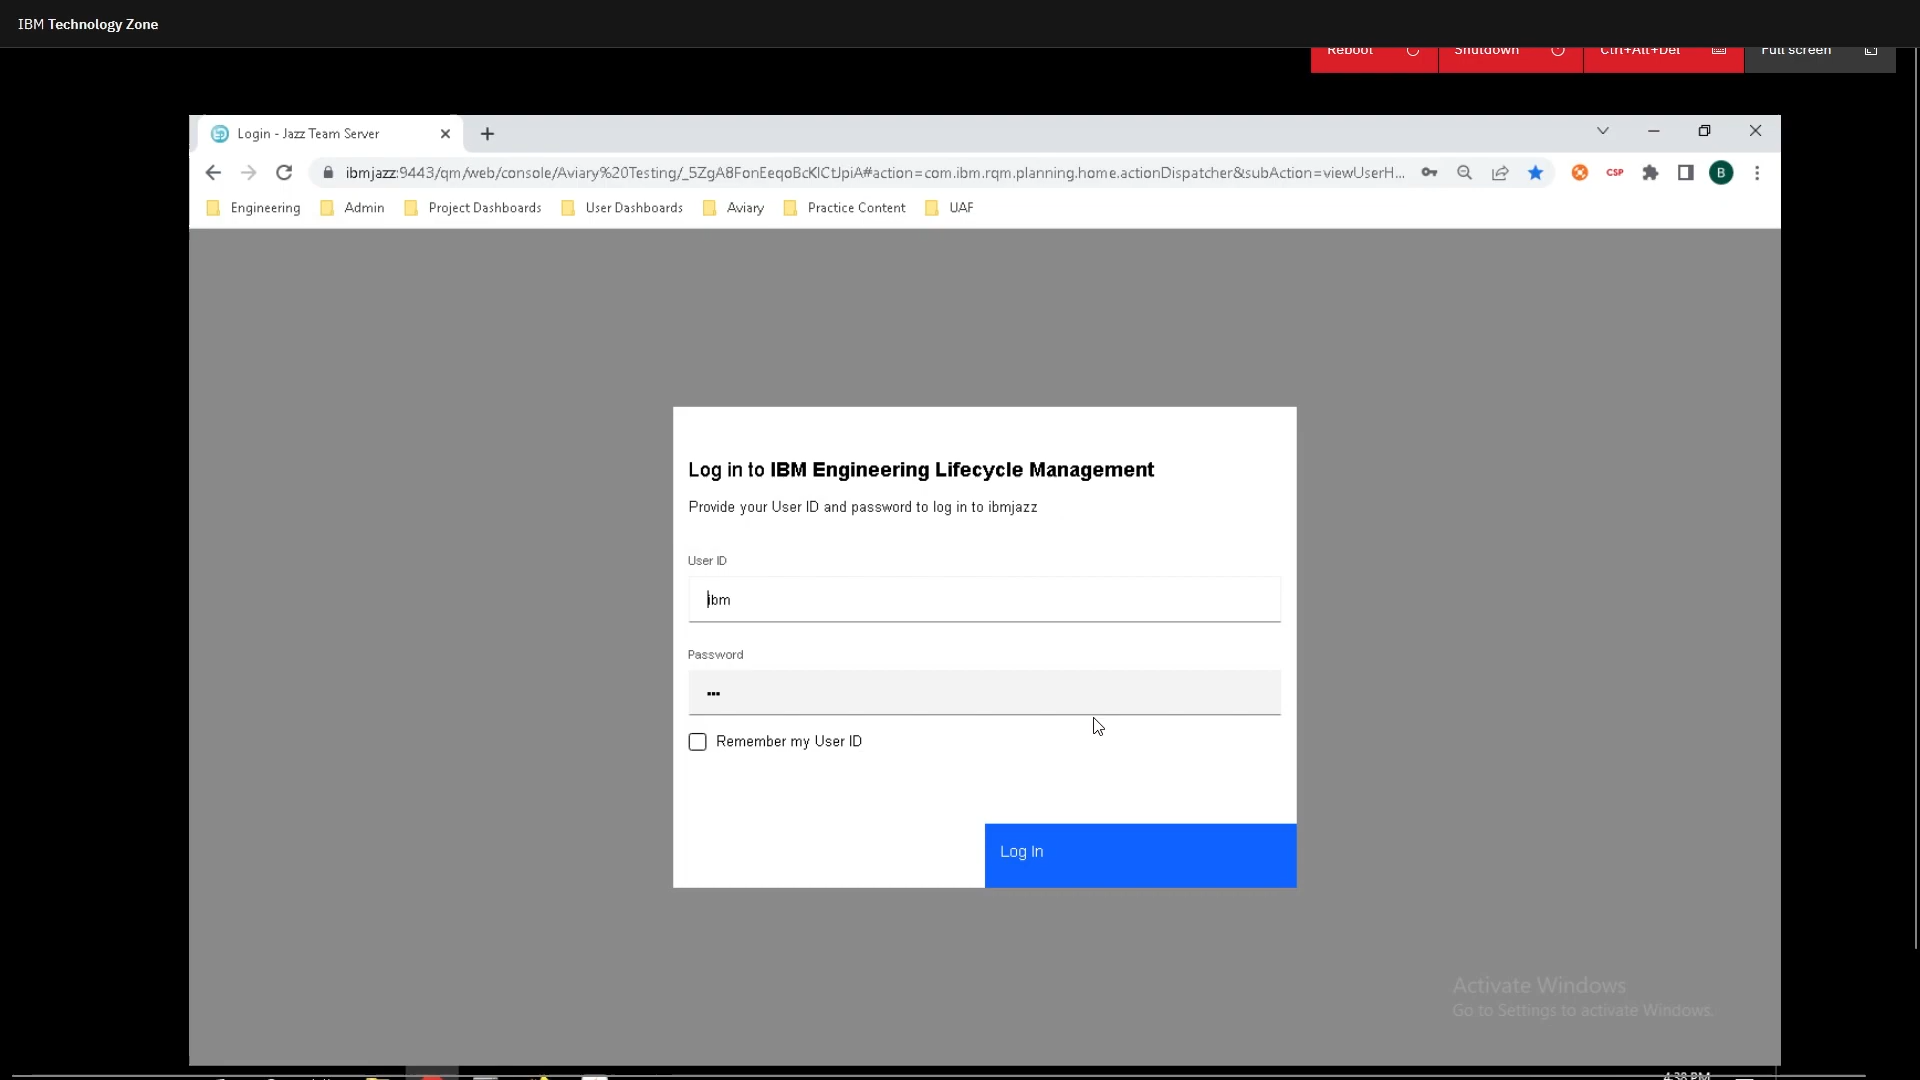 IBM Technology Zone
Reboot Shutdown Ctrl+Alt+Del Full screen
Login - Jazz Team Server
ibmjazz:9443/qm/web/console/Aviary%20Testing/_5ZgA8FonEeqoBcKlCtJpiA#action=com.ibm.rqm.planning.home.actionDispatcher&subAction=viewUserH... CSP B
Engineering Admin Project Dashboards User Dashboards Aviary Practice Content UAF
Log in to IBM Engineering Lifecycle Management
Provide your User ID and password to log in to ibmjazz
User ID
ibm
Password
•••
Remember my User ID
Log In
Activate Windows
Go to Settings to activate Windows.
4:38 PM